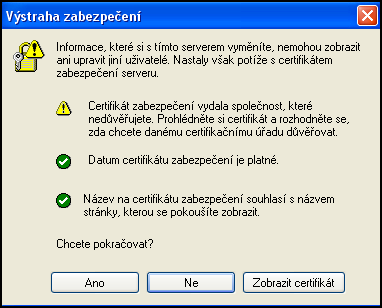 Výstraha zabezpečení
Informace, které si s tímto serverem vyměníte, nemohou zobrazit
ani upravit jiní uživatelé. Nastaly však potíže s certifikátem
zabezpečení serveru.
Certifikát zabezpečení vydala společnost, které
nedůvěřujete. Prohlédněte si certifikát a rozhodněte se,
zda chcete danému certifikačnímu úřadu důvěřovat.
Datum certifikátu zabezpečení je platné.
Název na certifikátu zabezpečení souhlasí s názvem
stránky, kterou se pokoušíte zobrazit.
Chcete pokračovat?
Ano
Ne
Zobrazit certifikát